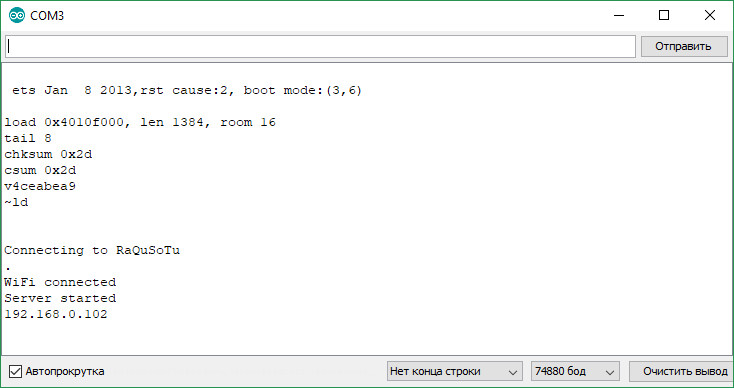 COM3
Отправить
ets Jan  8 2013,rst cause:2, boot mode:(3,6)
load 0x4010f000, len 1384, room 16
tail 8
chksum 0x2d
csum 0x2d
v4ceabea9
~ld
Connecting to RaQuSoTu
.
WiFi connected
Server started
192.168.0.102
Автопрокрутка
Нет конца строки
74880 бод
Очистить вывод